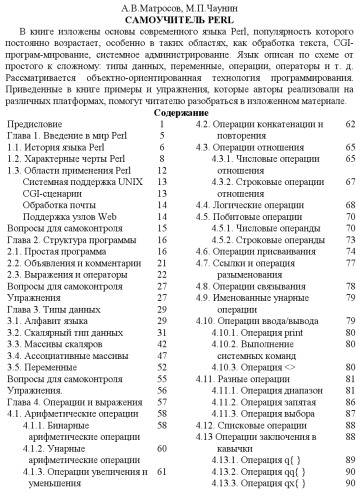 А.В.Матросов, М.П.Чаунин
САМОУЧИТЕЛЬ PERL
В книге изложены основы современного языка Perl, популярность которого
постоянно возрастает, особенно в таких областях, как обработка текста, CGI-
програм-мирование, системное администрирование. Язык описан по схеме от
простого к сложному: типы данных, переменные, операции, операторы и т. д.
Рассматривается объектно-ориентированная технология программирования.
Приведенные в книге примеры и упражнения, которые авторы реализовали на
различных платформах, помогут читателю разобраться в изложенном материале.
Содержание
Предисловие 1
Глава 1. Введение в мир Perl 5
1.1. История языка Perl 6
1.2. Характерные черты Perl 8
1.3. Области применения Perl 12
Системная поддержка UNIX 13
CGI-сценарии 13
Обработка почты 14
Поддержка узлов Web 14
Вопросы для самоконтроля 15
Глава 2. Структура программы 16
2.1. Простая программа 16
2.2. Объявления и комментарии 21
2.3. Выражения и операторы 22
Вопросы для самоконтроля 27
Упражнения 27
Глава 3. Типы данных 29
3.1. Алфавит языка 29
3.2. Скалярный тип данных 31
3.3. Массивы скаляров 42
3.4. Ассоциативные массивы 47
3.5. Переменные 52
Вопросы для самоконтроля 55
Упражнения. 56
Глава 4. Операции и выражения 57
4.1. Арифметические операции 58
4.1.1. Бинарные 58
арифметические операции
4.1.2. Унарные 60
арифметические операции
4.1.3. Операции увеличения и 61
уменьшения
4.2. Операции конкатенации и 62
повторения
4.3. Операции отношения 65
4.3.1. Числовые операции 65
отношения
4.3.2. Строковые операции 67
отношения
4.4. Логические операции 68
4.5. Побитовые операции 70
4.5.1. Числовые операнды 70
4.5.2. Строковые операнды 73
4.6. Операции присваивания 74
4.7. Ссылки и операция 77
разыменования
4.8. Операции связывания 78
4.9. Именованные унарные 79
операции
4.10. Операции ввода/вывода 79
4.10.1. Операция print 80
4.10.2. Выполнение 80
системных команд
4.10.3. Операция <> 80
4.11. Разные операции 81
4.11.1. Операция диапазон 81
4.11.2. Операция запятая 86
4.11.3. Операция выбора 87
4.12. Списковые операции 88
4.13 Операции заключения в 88
кавычки
4.13.1. Операция q{ } 89
4.13.2. Операция qq{ } 90
4.13.3. Операция qx{ } 90